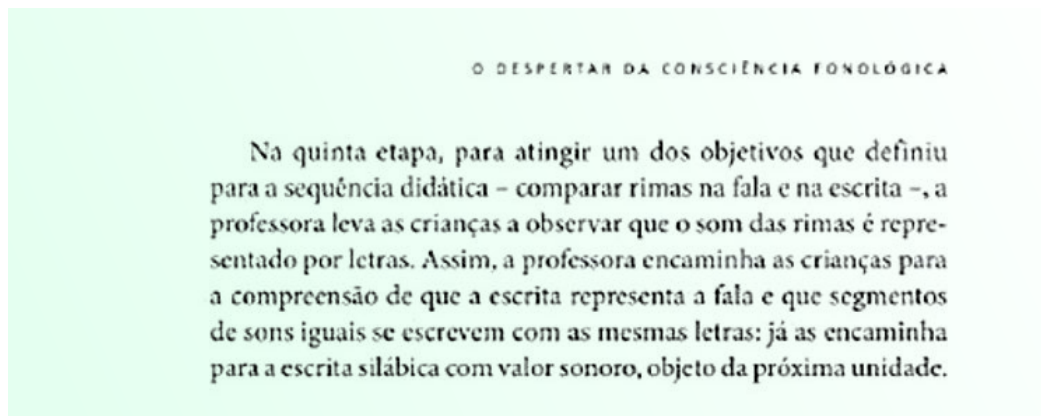 O DESPERTAR DA CONSCIÊNCIA FONOLÓGICA
Na quinta etapa, para atingir um dos objetivos que definiu
para a sequência didática – comparar rimas na fala e na escrita –, a
professora leva as crianças a observar que o som das rimas é repre-
sentado por letras. Assim, a professora encaminha as crianças para
a compreensão de que a escrita representa a fala e que segmentos
de sons iguais se escrevem com as mesmas letras: já as encaminha
para a escrita silábica com valor sonoro, objeto da próxima unidade.